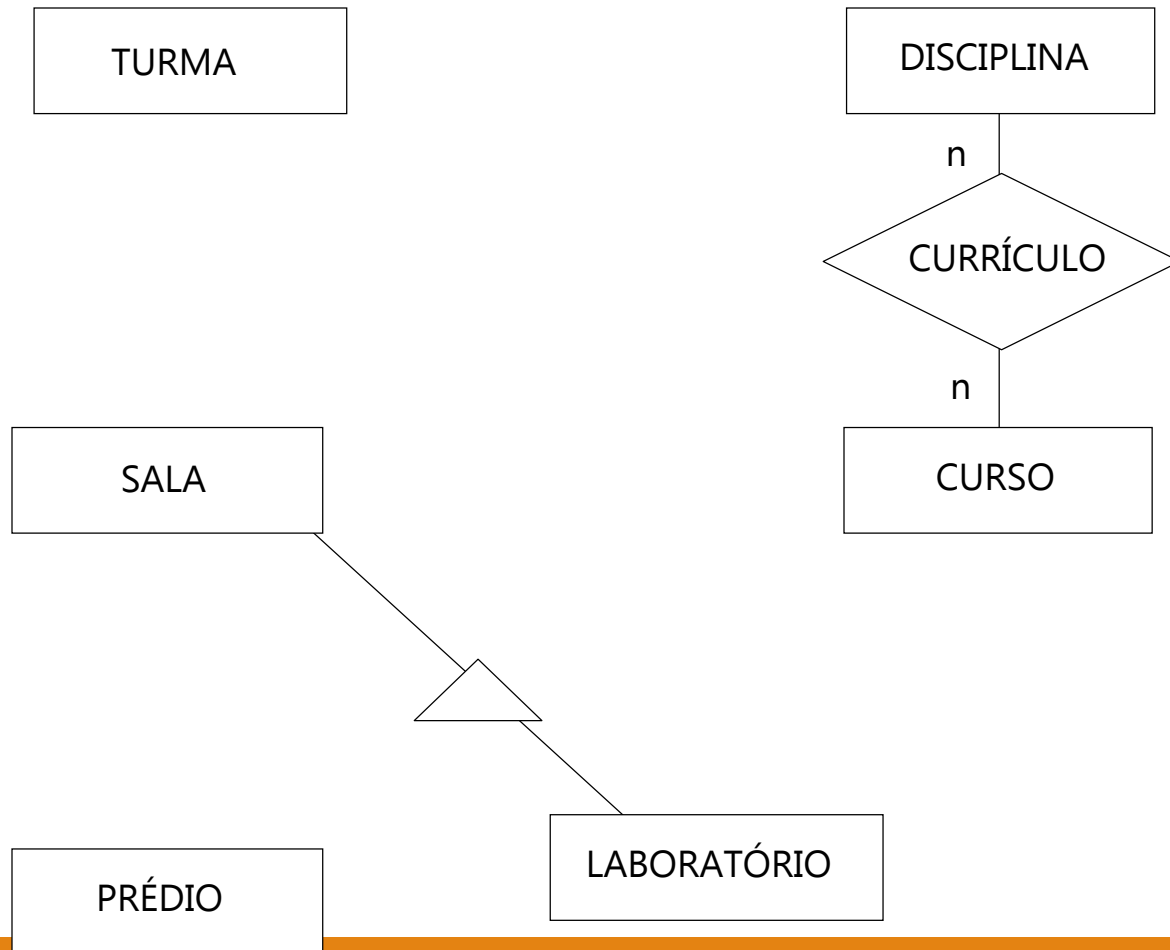 TURMA
DISCIPLINA
n
CURRÍCULO
n
SALA
CURSO
LABORATÓRIO
PRÉDIO